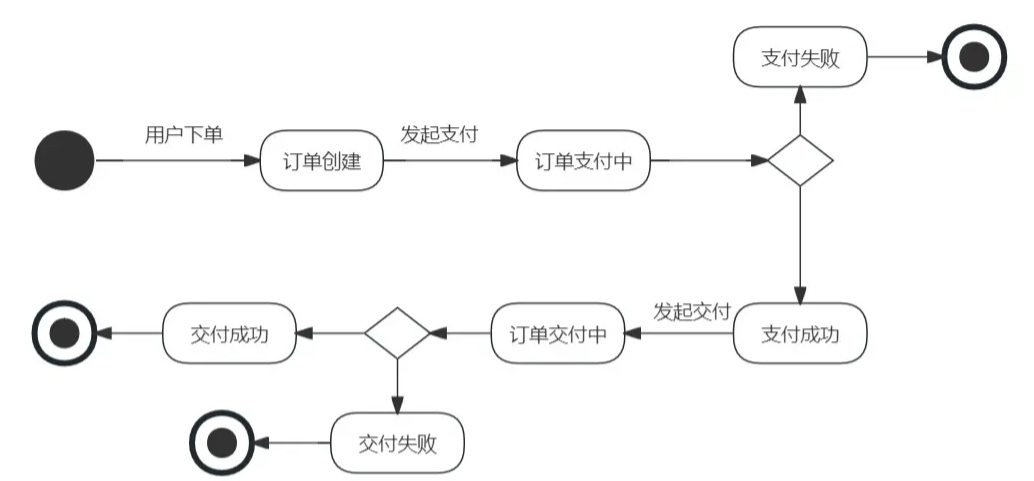 支付失败
用户下单
订单创建
发起支付
订单支付中
交付成功
订单交付中
发起交付
支付成功
交付失败